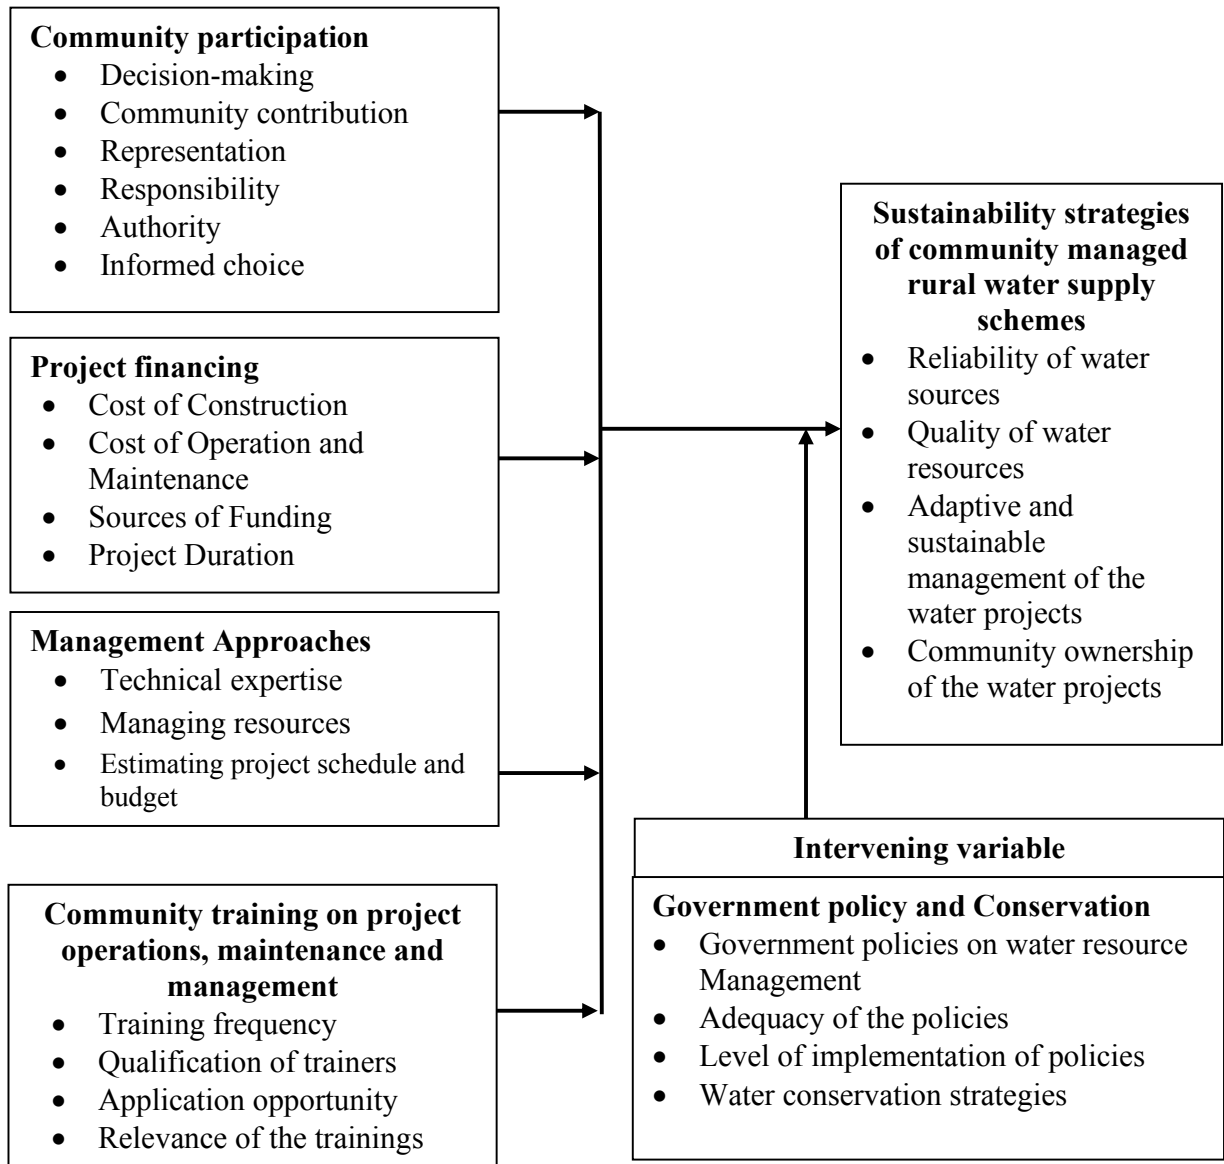 Community participation
• Decision-making
• Community contribution
• Representation
• Responsibility
• Authority
• Informed choice
Project financing
• Cost of Construction
• Cost of Operation and
Maintenance
• Sources of Funding
• Project Duration
Management Approaches
• Technical expertise
• Managing resources
• Estimating project schedule and
budget
Community training on project
operations, maintenance and
management
• Training frequency
• Qualification of trainers
• Application opportunity
• Relevance of the trainings
Sustainability strategies
of community managed
rural water supply
schemes
• Reliability of water
sources
• Quality of water
resources
• Adaptive and
sustainable
management of the
water projects
• Community ownership
of the water projects
Intervening variable
Government policy and Conservation
• Government policies on water resource
Management
• Adequacy of the policies
• Level of implementation of policies
• Water conservation strategies